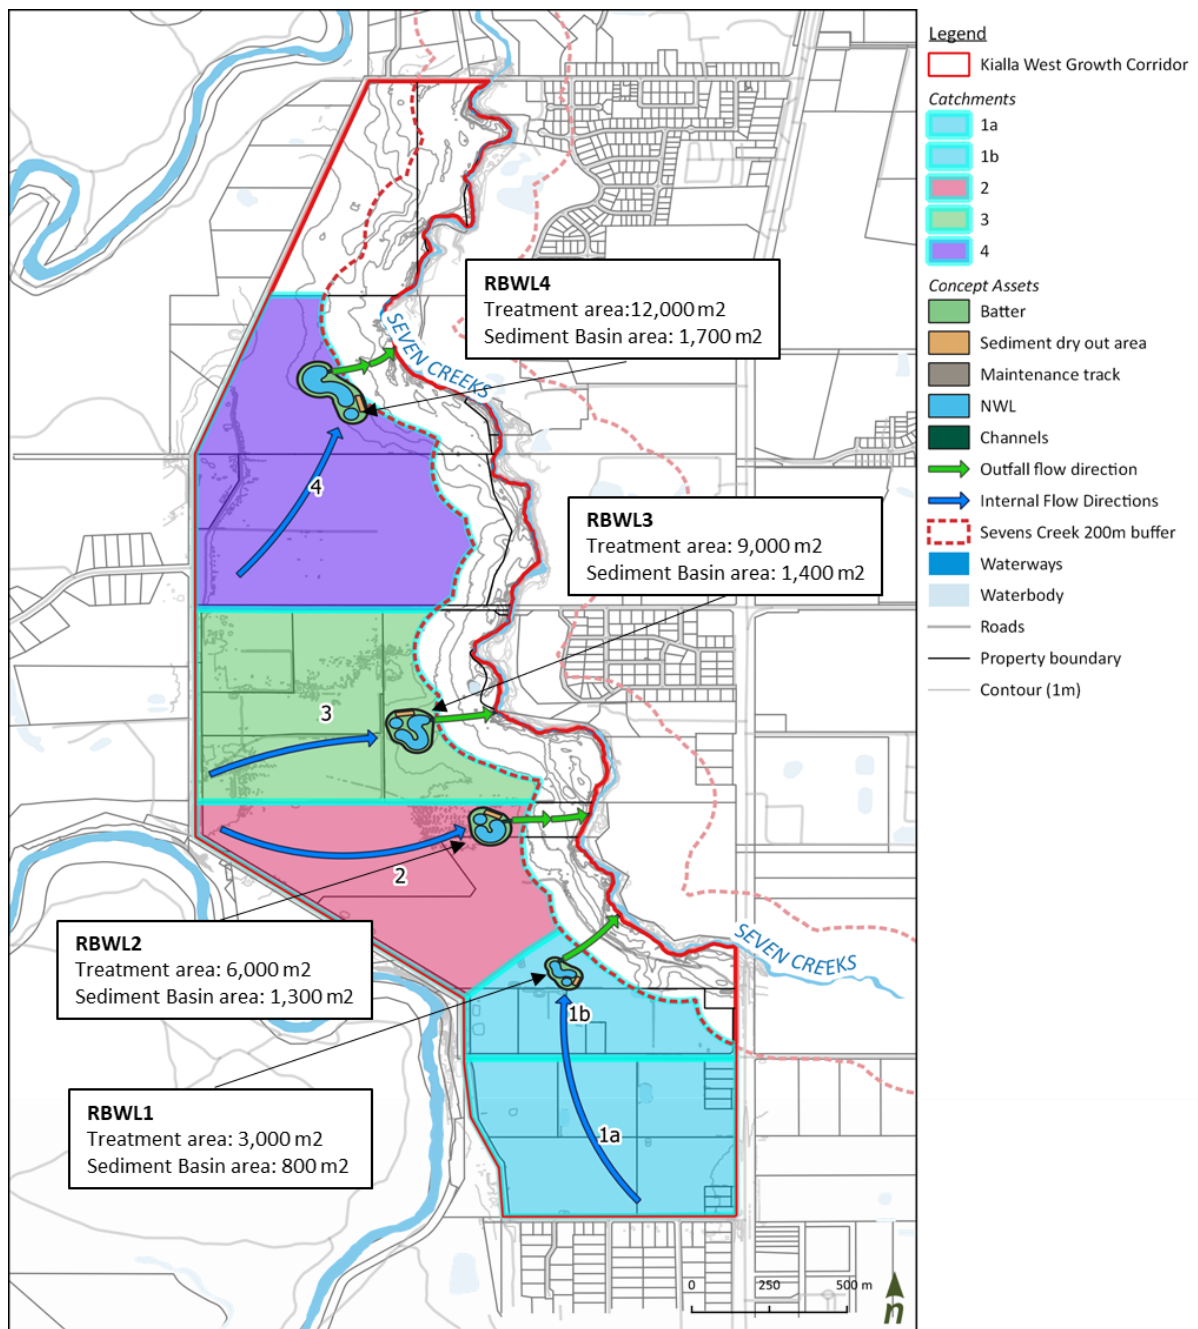 Legend
Kialla West Growth Corridor
Catchments
1a
1b
2
3
4
Concept Assets
Batter
Sediment dry out area
Maintenance track
NWL
Channels
Outfall flow direction
Internal Flow Directions
Sevens Creek 200m buffer
Waterways
Waterbody
Roads
Property boundary
Contour (1m)
RBWL4
Treatment area:12,000 m2
Sediment Basin area: 1,700 m2
SEVEN CREEKS
4
RBWL3
Treatment area: 9,000 m2
Sediment Basin area: 1,400 m2
3
2
RBWL2
Treatment area: 6,000 m2
Sediment Basin area: 1,300 m2
SEVEN CREEKS
1b
RBWL1
Treatment area: 3,000 m2
Sediment Basin area: 800 m2
1a
0 250 500 m
n